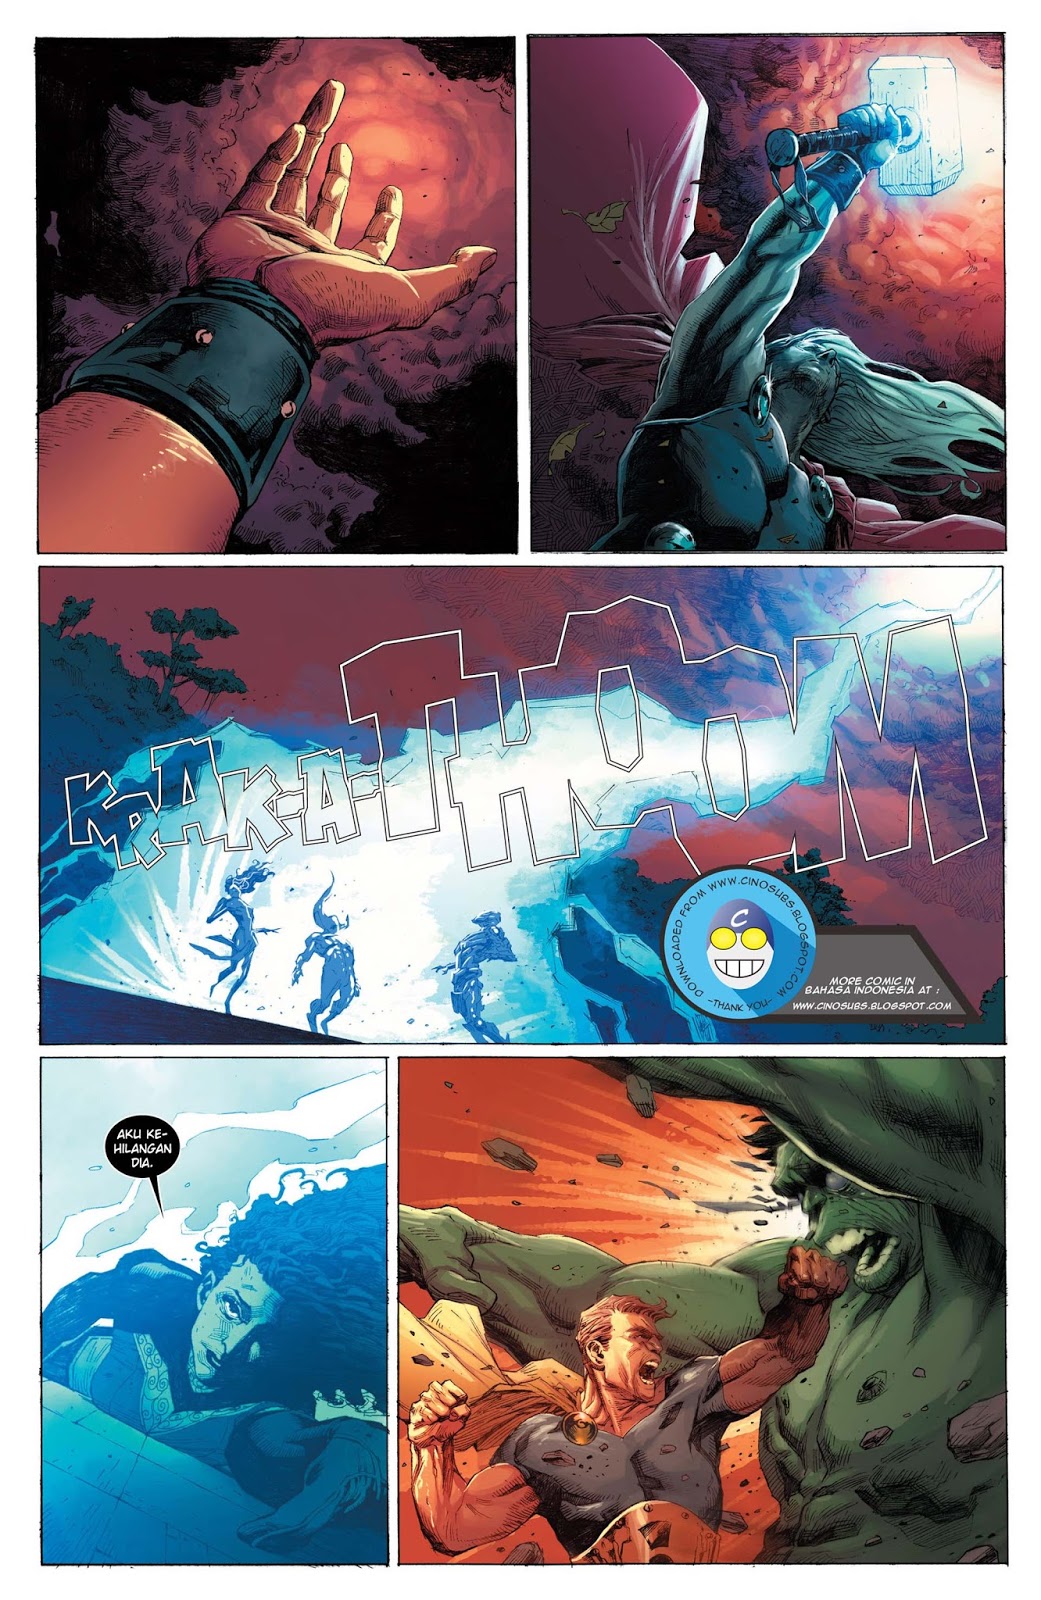 KRAK-A-THOOM
DOWNLOADED FROM WWW.CINOSUBS.BLOGSPOT.COM
-THANK YOU-
C
MORE COMIC IN
BAHASA INDONESIA AT :
WWW.CINOSUBS.BLOGSPOT.COM
AKU KE-
HILANGAN
DIA.